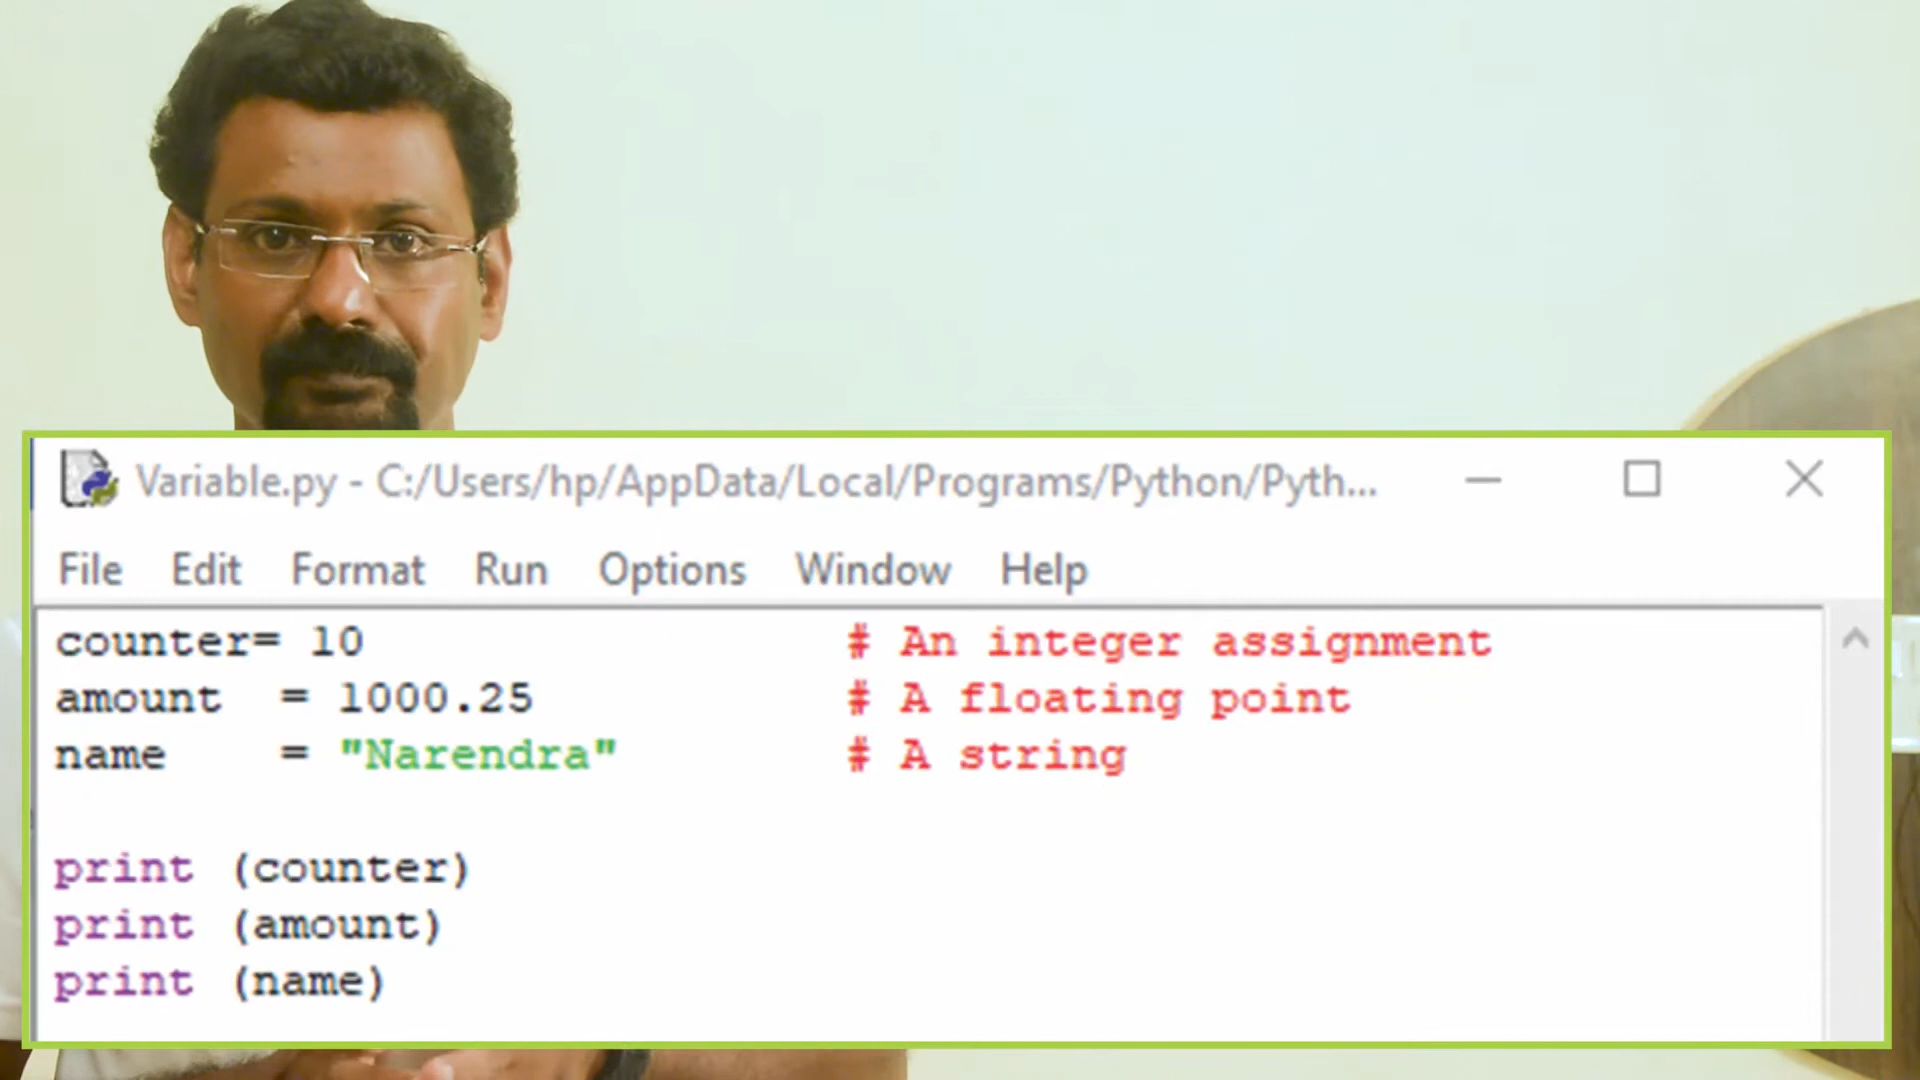 Variable.py - C:/Users/hp/AppData/Local/Programs/Python/Pyth...
File Edit Format Run Options Window Help
counter= 10 # An integer assignment
amount = 1000.25 # A floating point
name = "Narendra" # A string
print (counter)
print (amount)
print (name)